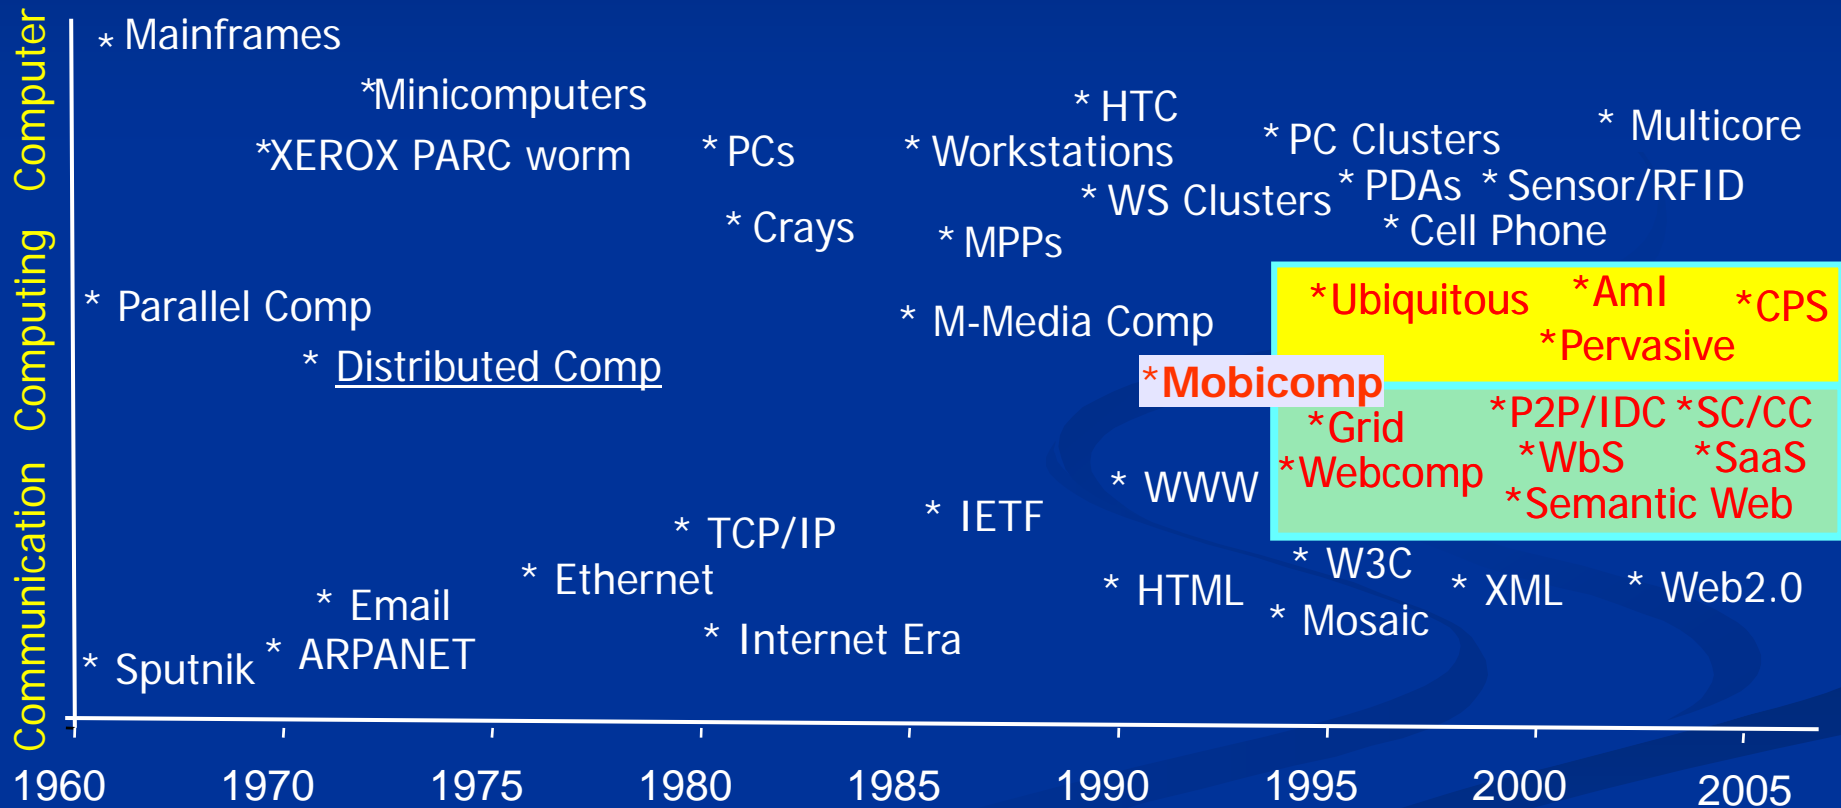 Computer
* Mainframes
*Minicomputers
* HTC
* Multicore
*XEROX PARC worm
* PCs
* Workstations
* PC Clusters
* WS Clusters
* PDAs
* Sensor/RFID
* Crays
* MPPs
* Cell Phone
Computing
* Parallel Comp
* M-Media Comp
*Ubiquitous
*AmI
*CPS
*Pervasive
* Distributed Comp
*Mobicomp
*Grid
*P2P/IDC
*SC/CC
*Webcomp
*WbS
*SaaS
*Semantic Web
Communication
* WWW
* IETF
* TCP/IP
* Ethernet
* W3C
* HTML
* XML
* Web2.0
* Email
* Mosaic
* Internet Era
* ARPANET
* Sputnik
1960 1970 1975 1980 1985 1990 1995 2000 2005